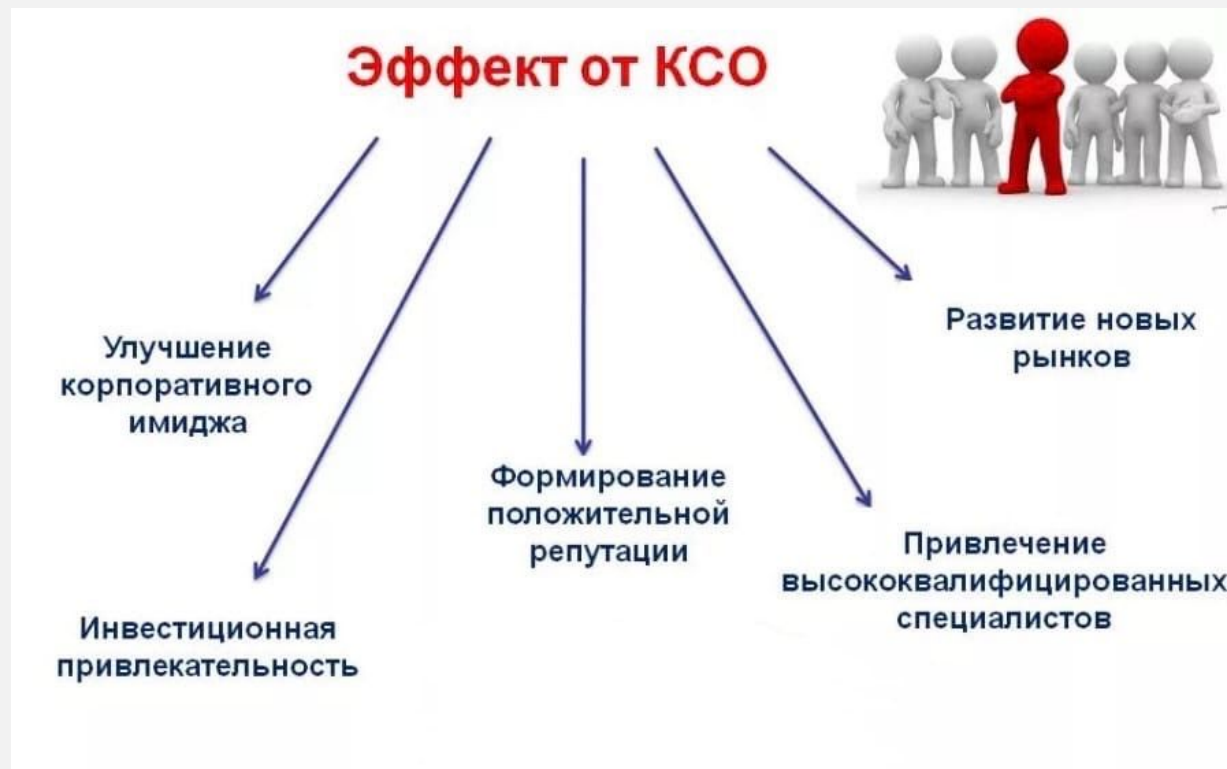 Эффект от КСО
Улучшение
корпоративного
имиджа
Инвестиционная
привлекательность
Формирование
положительной
репутации
Привлечение
высококвалифицированных
специалистов
Развитие новых
рынков